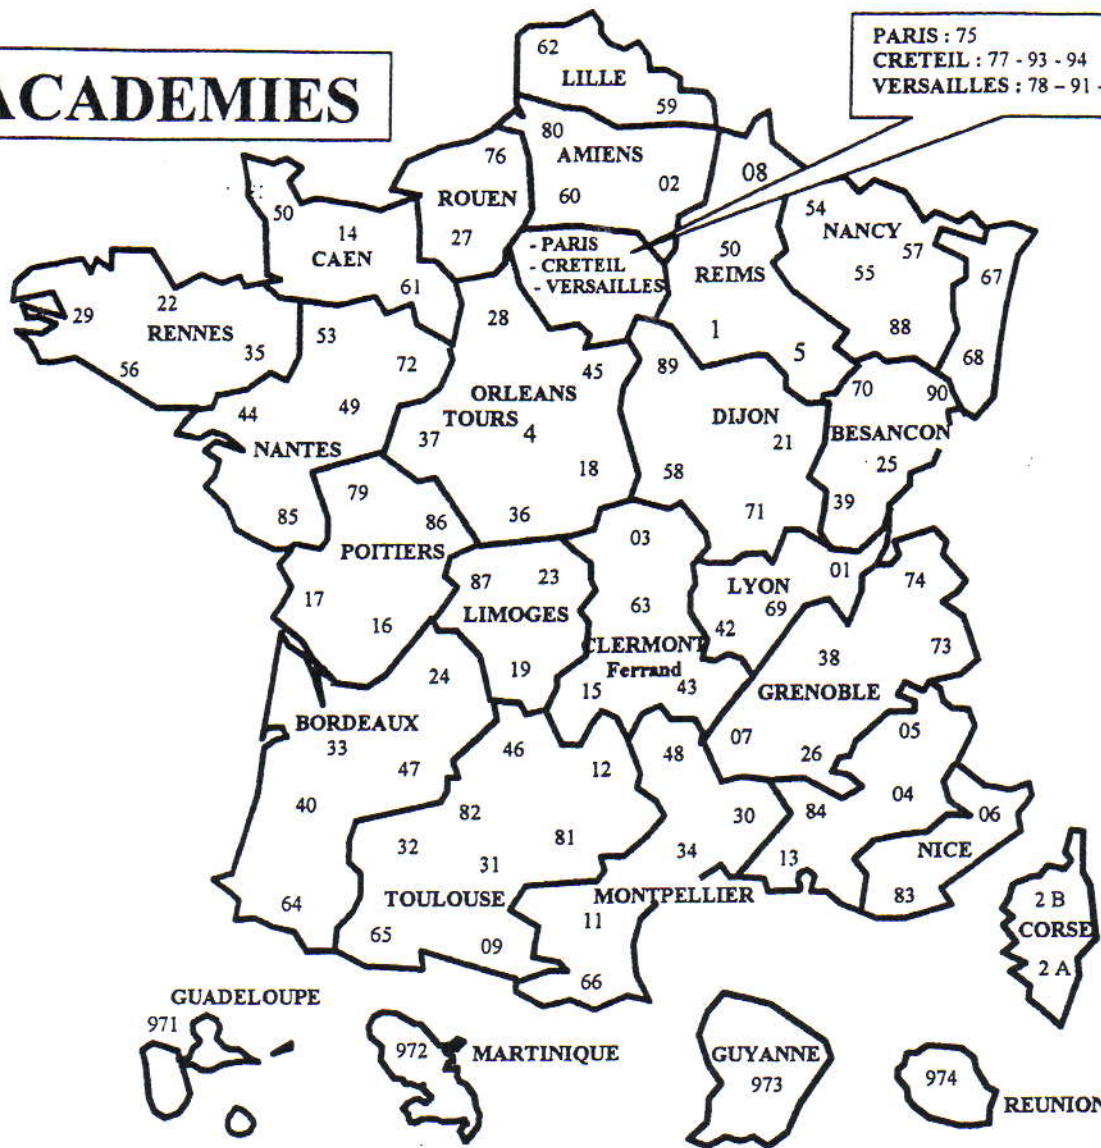 ACADEMIES
PARIS : 75
CRETEIL : 77 - 93 - 94
VERSAILLES : 78 – 91 -
62
LILLE
59
80
AMIENS
02
60
76
ROUEN
27
08
50
REIMS
1
5
54
NANCY
57
55
88
67
68
50
14
CAEN
61
- PARIS
- CRETEIL
- VERSAILLES
29
22
RENNES
35
56
53
72
44
49
NANTES
85
28
45
ORLEANS
TOURS
37
4
18
36
89
DIJON
21
58
71
70
90
BESANCON
25
39
79
86
POITIERS
17
16
87
23
LIMOGES
19
03
63
CLERMONT
Ferrand
15
43
01
LYON
69
42
74
73
38
GRENOBLE
07
26
24
BORDEAUX
33
47
40
64
46
12
82
81
32
31
TOULOUSE
65
09
48
30
34
MONTPELLIER
11
66
05
04
84
13
06
NICE
83
2 B
CORSE
2 A
GUADELOUPE
971
972
MARTINIQUE
GUYANNE
973
974
REUNION